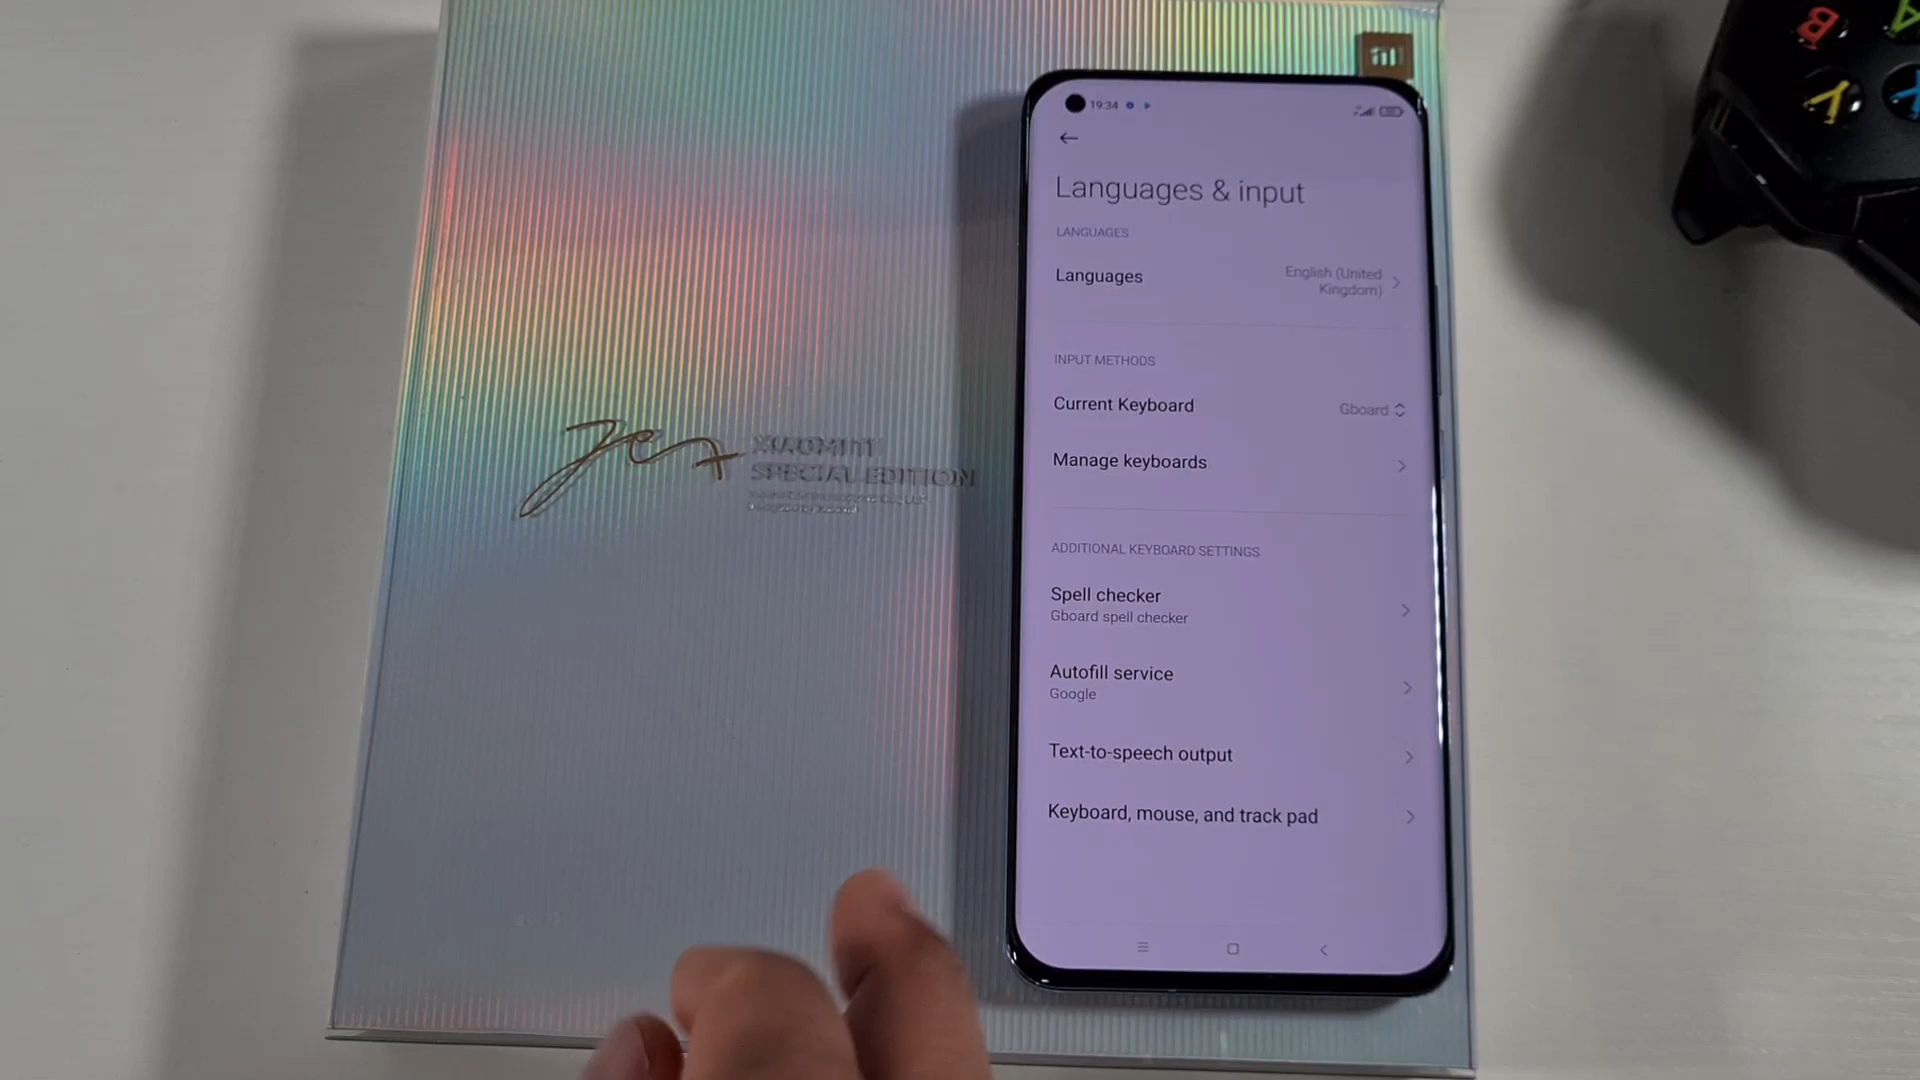 19:34
Languages & input
LANGUAGES
Languages
English (United
Kingdom)
INPUT METHODS
Current Keyboard
Gboard
Manage keyboards
ADDITIONAL KEYBOARD SETTINGS
Spell checker
Gboard spell checker
Autofill service
Google
Text-to-speech output
Keyboard, mouse, and track pad
XIAOMI 11
SPECIAL EDITION
B
A
Y
X